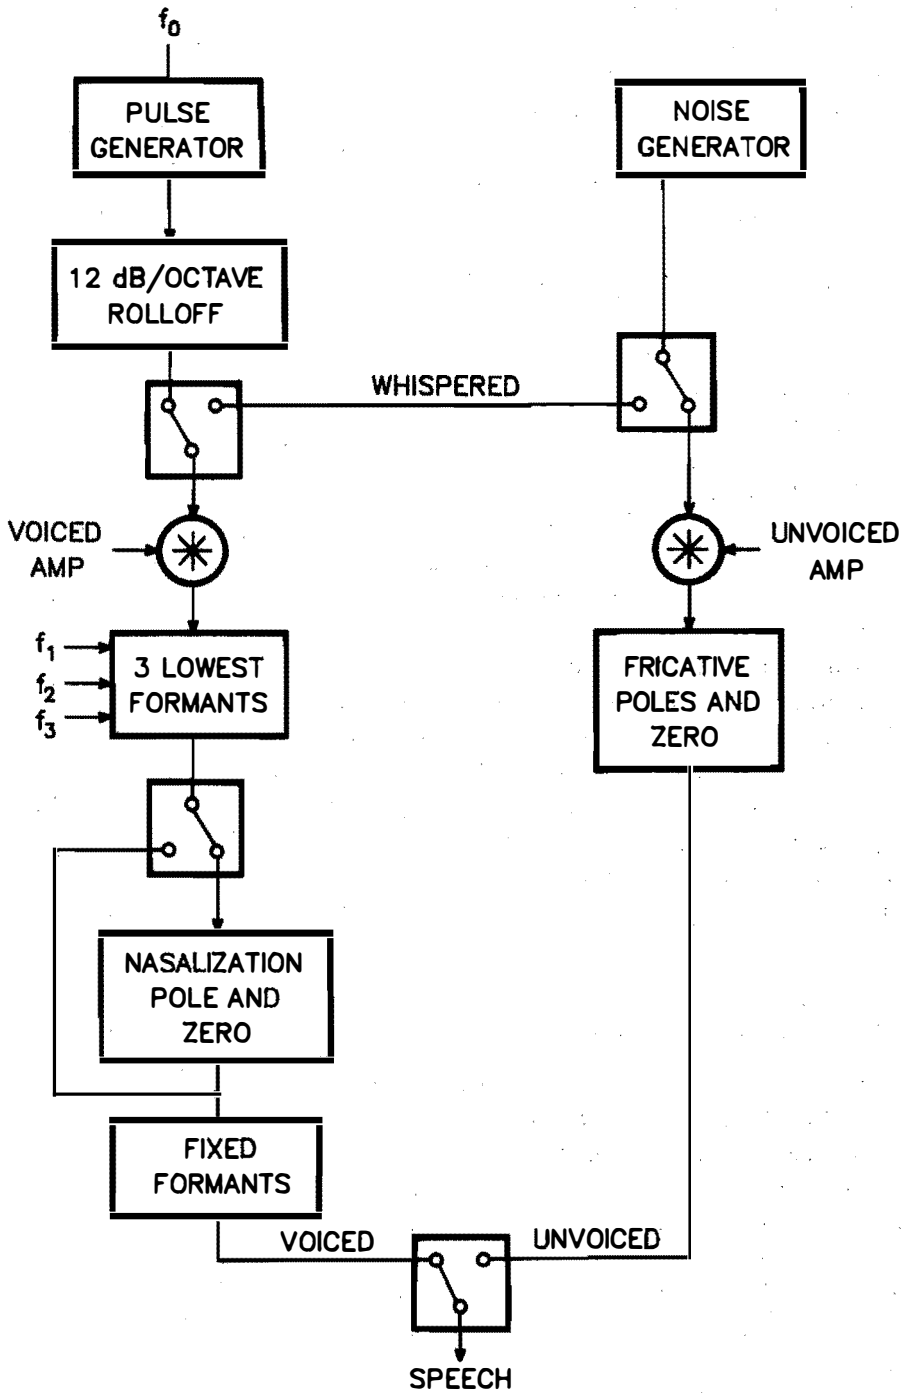 f0
PULSE
GENERATOR
NOISE
GENERATOR
12 dB/OCTAVE
ROLLOFF
WHISPERED
VOICED
AMP
UNVOICED
AMP
f1
f2
f3
3 LOWEST
FORMANTS
FRICATIVE
POLES AND
ZERO
NASALIZATION
POLE AND
ZERO
FIXED
FORMANTS
VOICED
UNVOICED
SPEECH